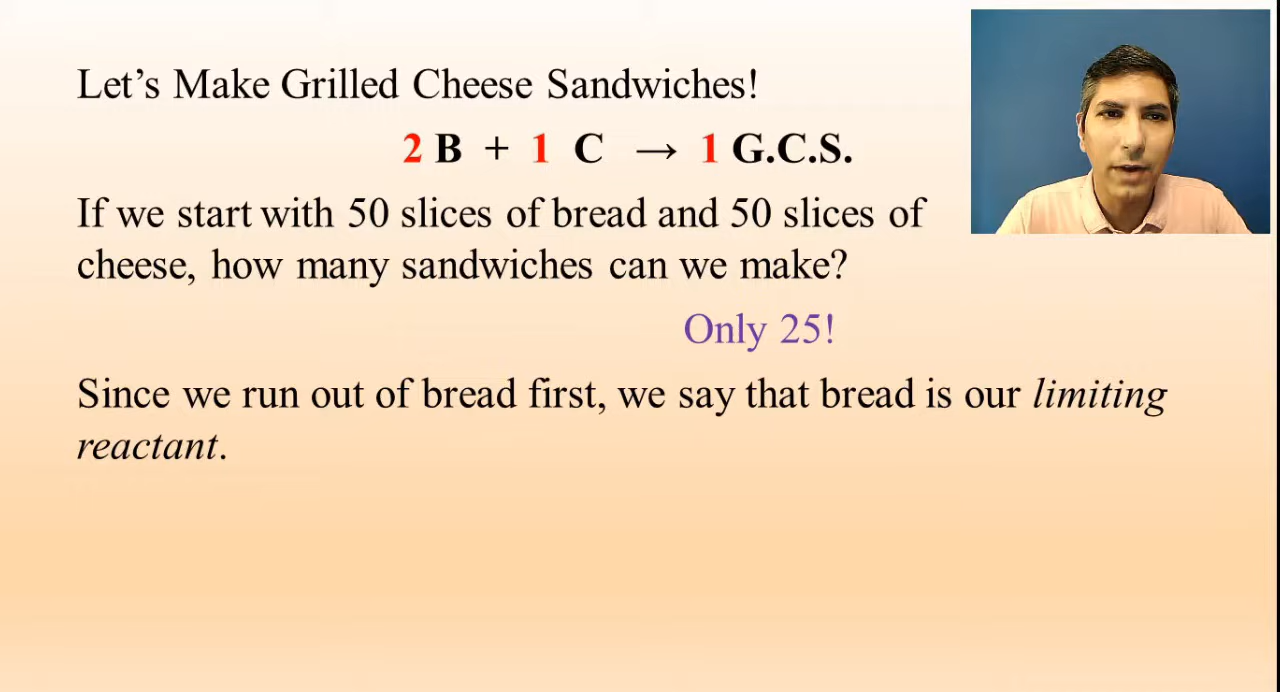 Let’s Make Grilled Cheese Sandwiches!
2 B + 1 C → 1 G.C.S.
If we start with 50 slices of bread and 50 slices of
cheese, how many sandwiches can we make?
Only 25!
Since we run out of bread first, we say that bread is our limiting
reactant.